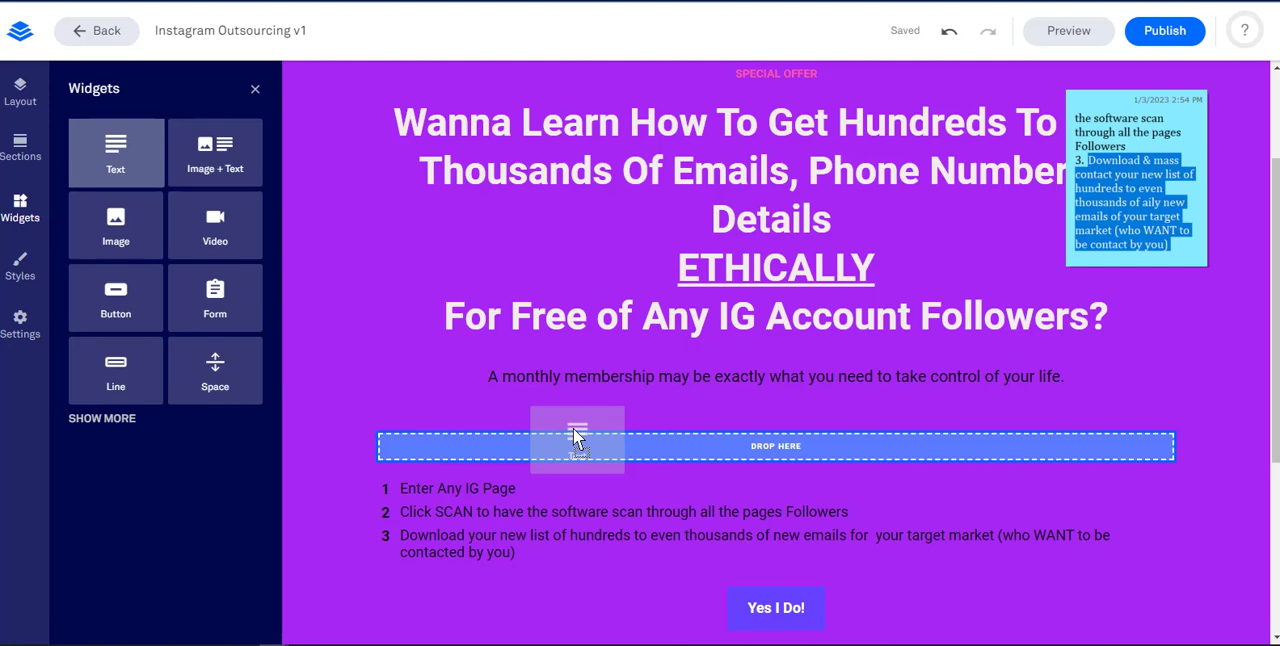 Back
Instagram Outsourcing v1
Saved
Preview
Publish
?
Layout
Sections
Widgets
Styles
Settings
Widgets
Text
Image + Text
Image
Video
Button
Form
Line
Space
SHOW MORE
SPECIAL OFFER
Wanna Learn How To Get Hundreds To
Thousands Of Emails, Phone Number
Details
ETHICALLY
For Free of Any IG Account Followers?
A monthly membership may be exactly what you need to take control of your life.
DROP HERE
1 Enter Any IG Page
2 Click SCAN to have the software scan through all the pages Followers
3 Download your new list of hundreds to even thousands of new emails for your target market (who WANT to be
contacted by you)
Yes I Do!
1/3/2023 2:54 PM
the software scan
through all the pages
Followers
3. Download & mass
contact your new list of
hundreds to even
thousands of aily new
emails of your target
market (who WANT to
be contact by you)